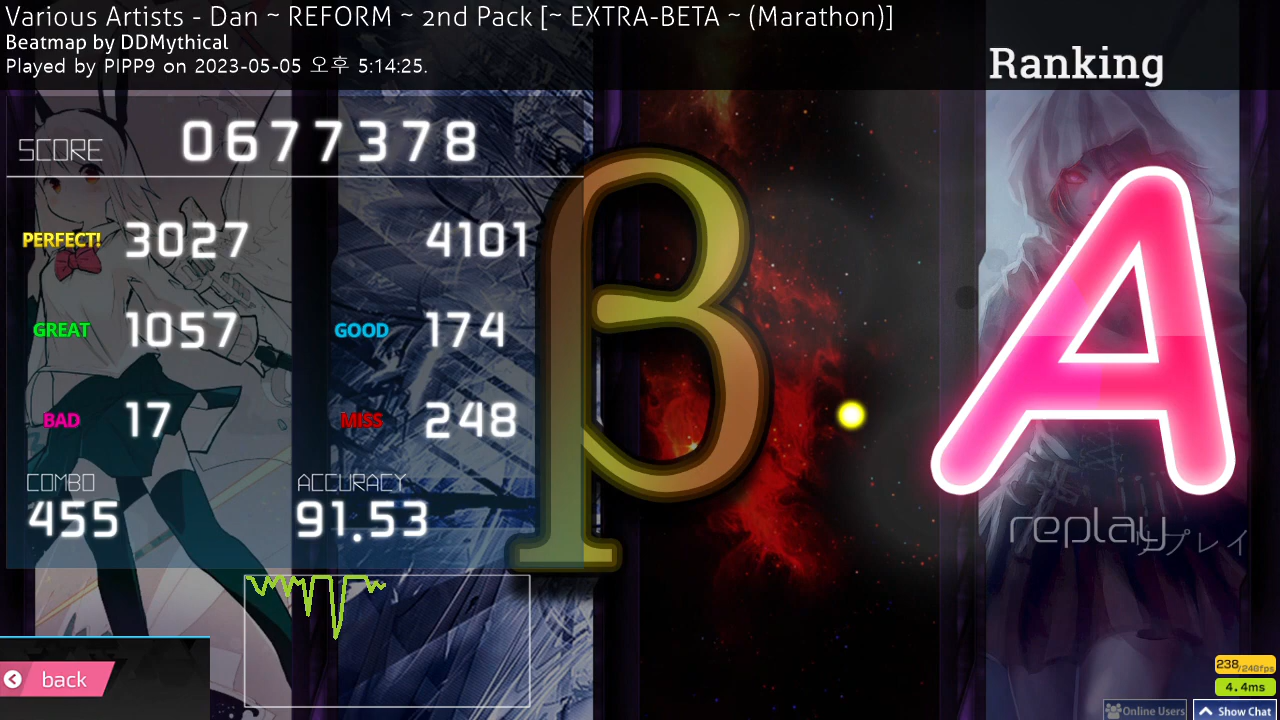 Various Artists - Dan ~ REFORM ~ 2nd Pack [~ EXTRA-BETA ~ (Marathon)]
Beatmap by DDMythical
Played by PIPP9 on 2023-05-05 오후 5:14:25.
Ranking
SCORE 0677378
PERFECT! 3027 4101
GREAT 1057 GOOD 174
BAD 17 MISS 248
COMBO ACCURACY
455 91.53
β
A
replay リプレイ
back
238/240fps
4.4ms
Online Users Show Chat